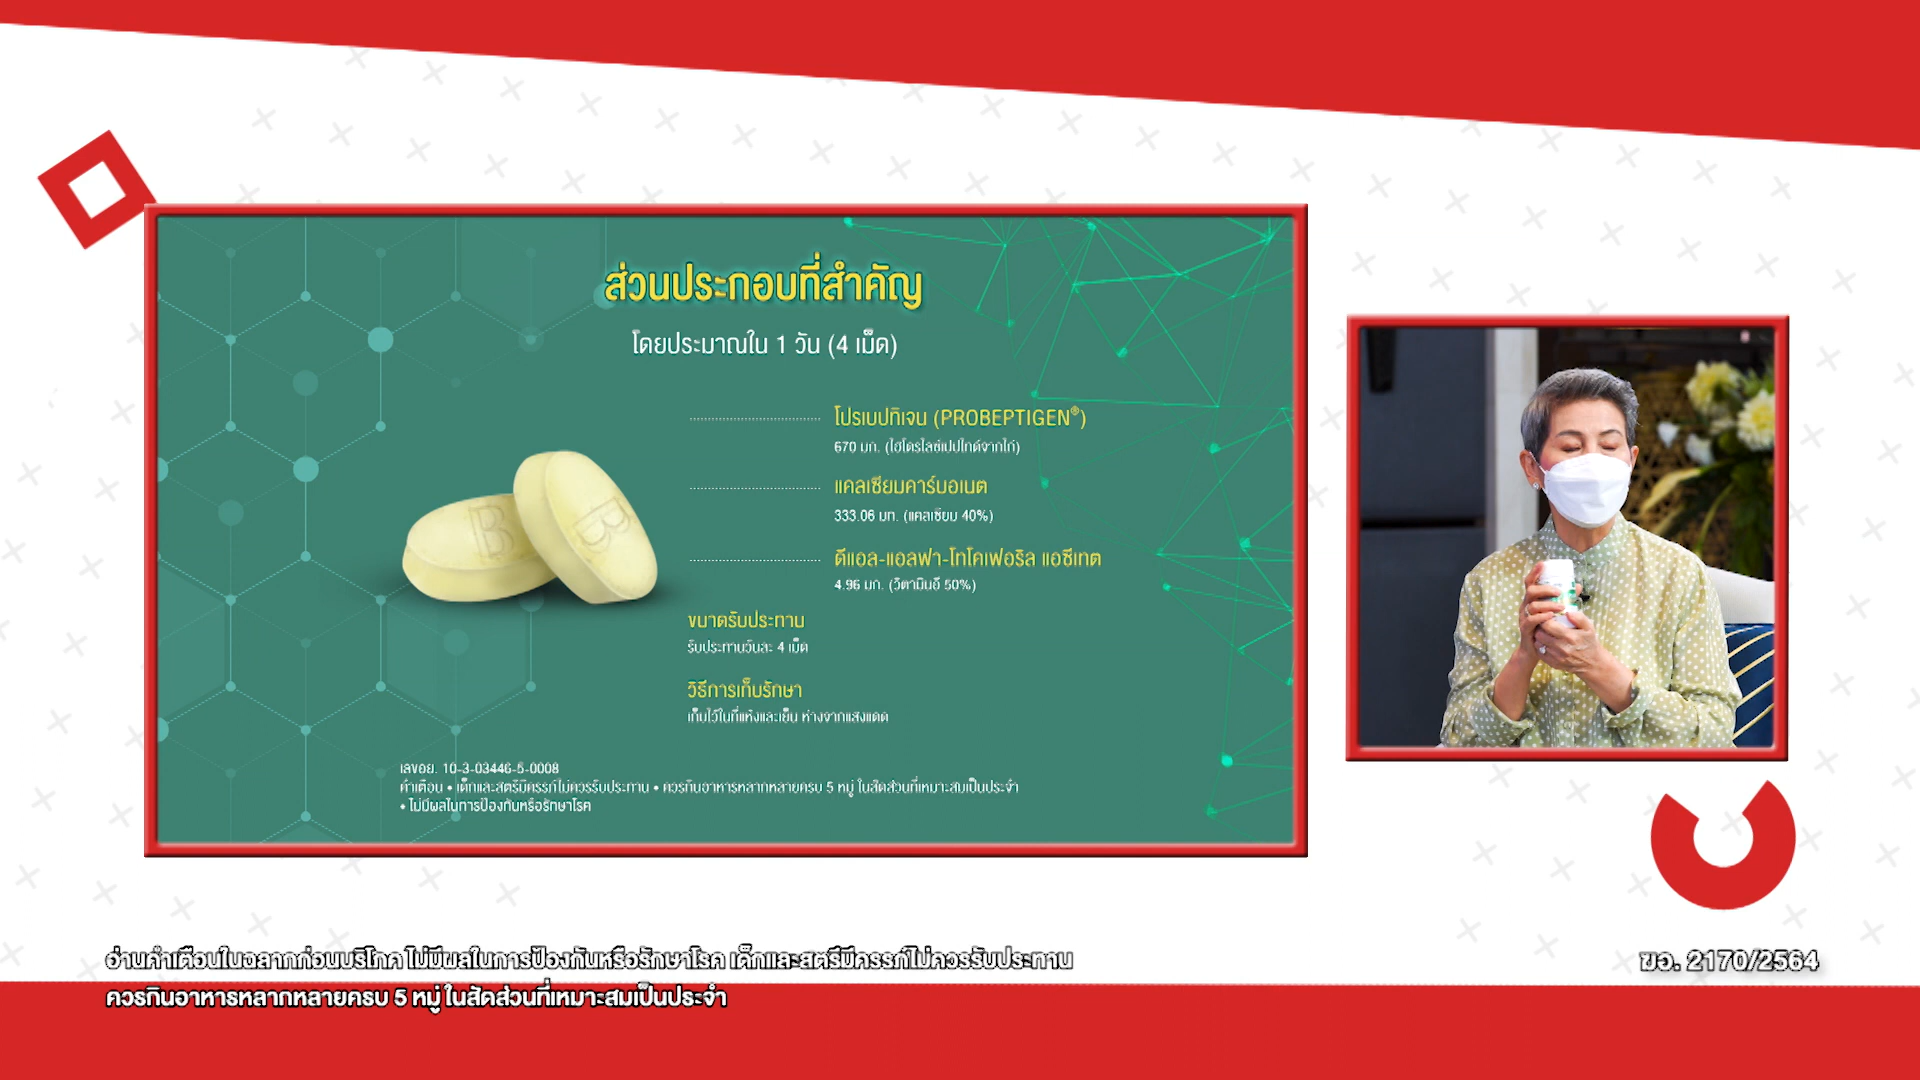 ส่วนประกอบที่สำคัญ
โดยประมาณใน 1 วัน (4 เม็ด)
โปรเบปทิเจน (PROBEPTIGEN®)
670 มก. (ไฮโดรไลซ์เปปไทด์จากไก่)
แคลเซียมคาร์บอเนต
333.06 มก. (แคลเซียม 40%)
ดีแอล-แอลฟา-โทโคเฟอริล แอซีเทต
4.96 มก. (วิตามินอี 50%)
ขนาดรับประทาน
รับประทานวันละ 4 เม็ด
วิธีการเก็บรักษา
เก็บไว้ในที่แห้งและเย็น ห่างจากแสงแดด
B B
เลขอย. 10-3-03446-5-0008
คำเตือน • เด็กและสตรีมีครรภ์ไม่ควรรับประทาน • ควรกินอาหารหลากหลายครบ 5 หมู่ ในสัดส่วนที่เหมาะสมเป็นประจำ
• ไม่มีผลในการป้องกันหรือรักษาโรค
อ่านคำเตือนในฉลากก่อนบริโภค ไม่มีผลในการป้องกันหรือรักษาโรค เด็กและสตรีมีครรภ์ไม่ควรรับประทาน
ควรกินอาหารหลากหลายครบ 5 หมู่ ในสัดส่วนที่เหมาะสมเป็นประจำ
ฆอ. 2170/2564